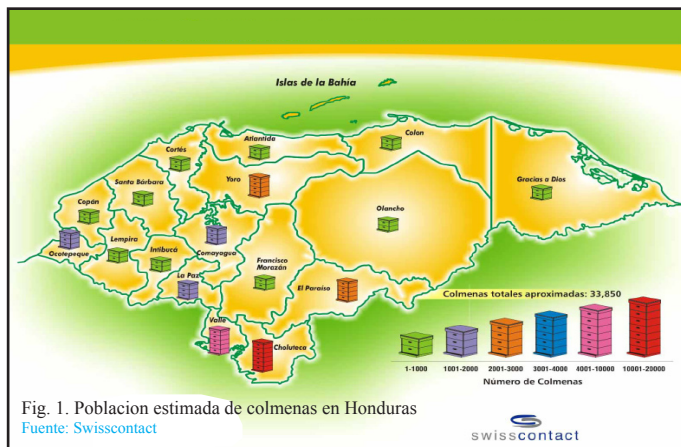 Islas de la Bahía
Atlántida
Colon
Cortés
Yoro
Gracias a Dios
Santa Bárbara
Copán
Olancho
Ocotepeque
Lempira
Intibucá
Comayagua
Francisco
Morazán
La Paz
El Paraíso
Valle
Choluteca
Colmenas totales aproximadas: 33,850
1-1000 1001-2000 2001-3000 3001-4000 4001-10000 10001-20000
Número de Colmenas
Fig. 1. Poblacion estimada de colmenas en Honduras
Fuente: Swisscontact
swisscontact